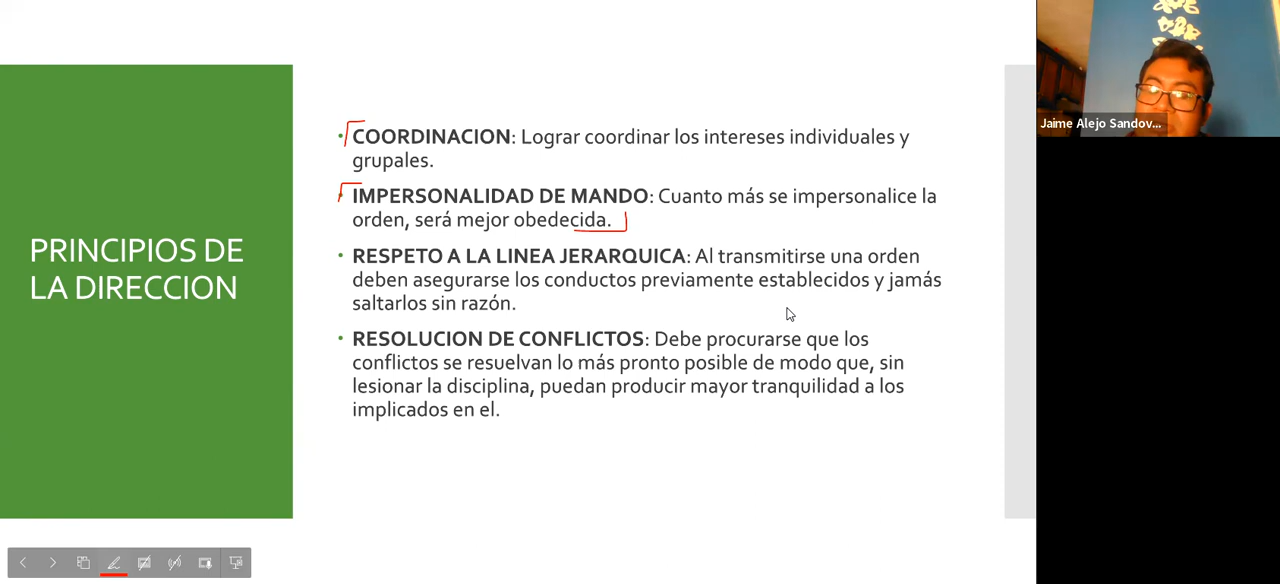 PRINCIPIOS DE
LA DIRECCION
• COORDINACION: Lograr coordinar los intereses individuales y
grupales.
• IMPERSONALIDAD DE MANDO: Cuanto más se impersonalice la
orden, será mejor obedecida.
• RESPETO A LA LINEA JERARQUICA: Al transmitirse una orden
deben asegurarse los conductos previamente establecidos y jamás
saltarlos sin razón.
• RESOLUCION DE CONFLICTOS: Debe procurarse que los
conflictos se resuelvan lo más pronto posible de modo que, sin
lesionar la disciplina, puedan producir mayor tranquilidad a los
implicados en el.
Jaime Alejo Sandov...